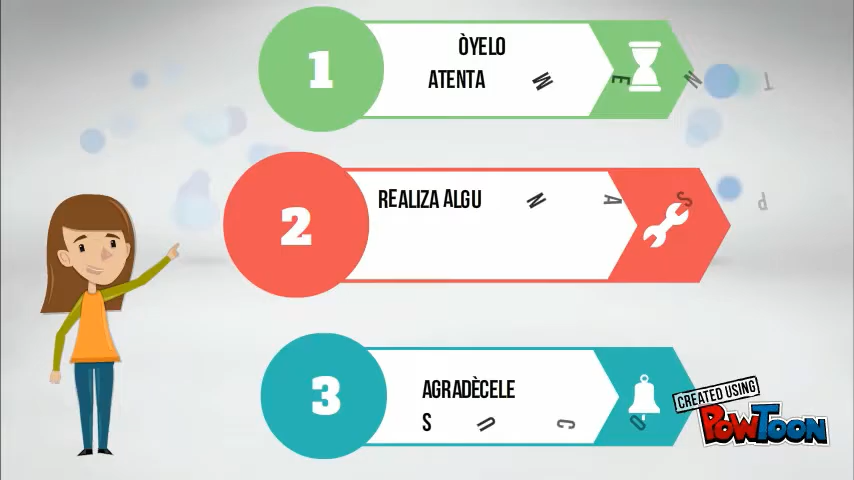 1
ÒYELO
ATENTA M E N T
2
REALIZA ALGU N A S P
3
AGRADÈCELE
S U C O
CREATED USING
POWTOON